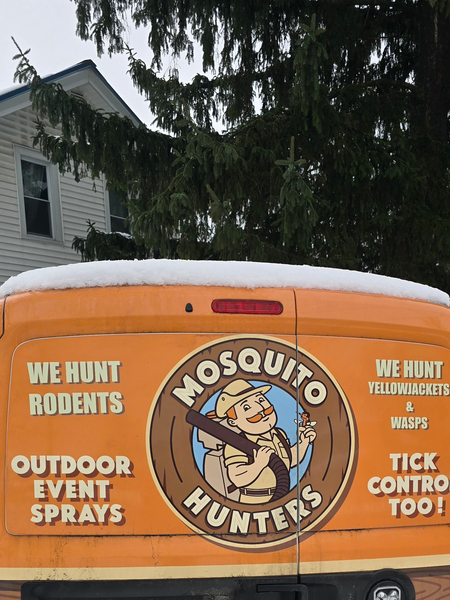 WE HUNT
RODENTS
OUTDOOR
EVENT
SPRAYS
MOSQUITO
HUNTERS
WE HUNT
YELLOWJACKETS
&
WASPS
TICK
CONTRO
TOO!